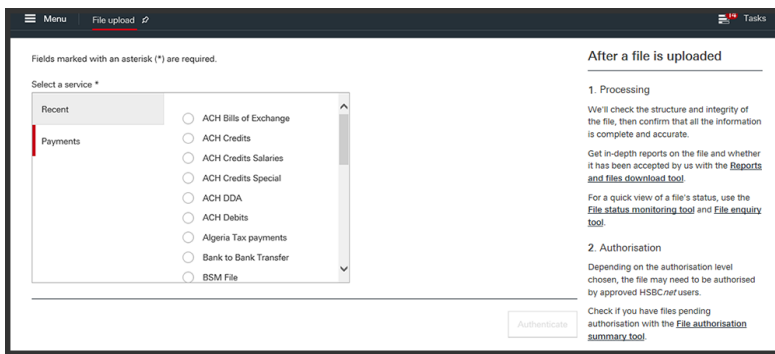 Menu
File upload
Tasks
Fields marked with an asterisk (*) are required.
Select a service *
Recent
Payments
ACH Bills of Exchange
ACH Credits
ACH Credits Salaries
ACH Credits Special
ACH DDA
ACH Debits
Algeria Tax payments
Bank to Bank Transfer
BSM File
Authenticate
After a file is uploaded
1. Processing
We'll check the structure and integrity of
the file, then confirm that all the information
is complete and accurate.
Get in-depth reports on the file and whether
it has been accepted by us with the Reports
and files download tool.
For a quick view of a file's status, use the
File status monitoring tool and File enquiry
tool.
2. Authorisation
Depending on the authorisation level
chosen, the file may need to be authorised
by approved HSBCnet users.
Check if you have files pending
authorisation with the File authorisation
summary tool.